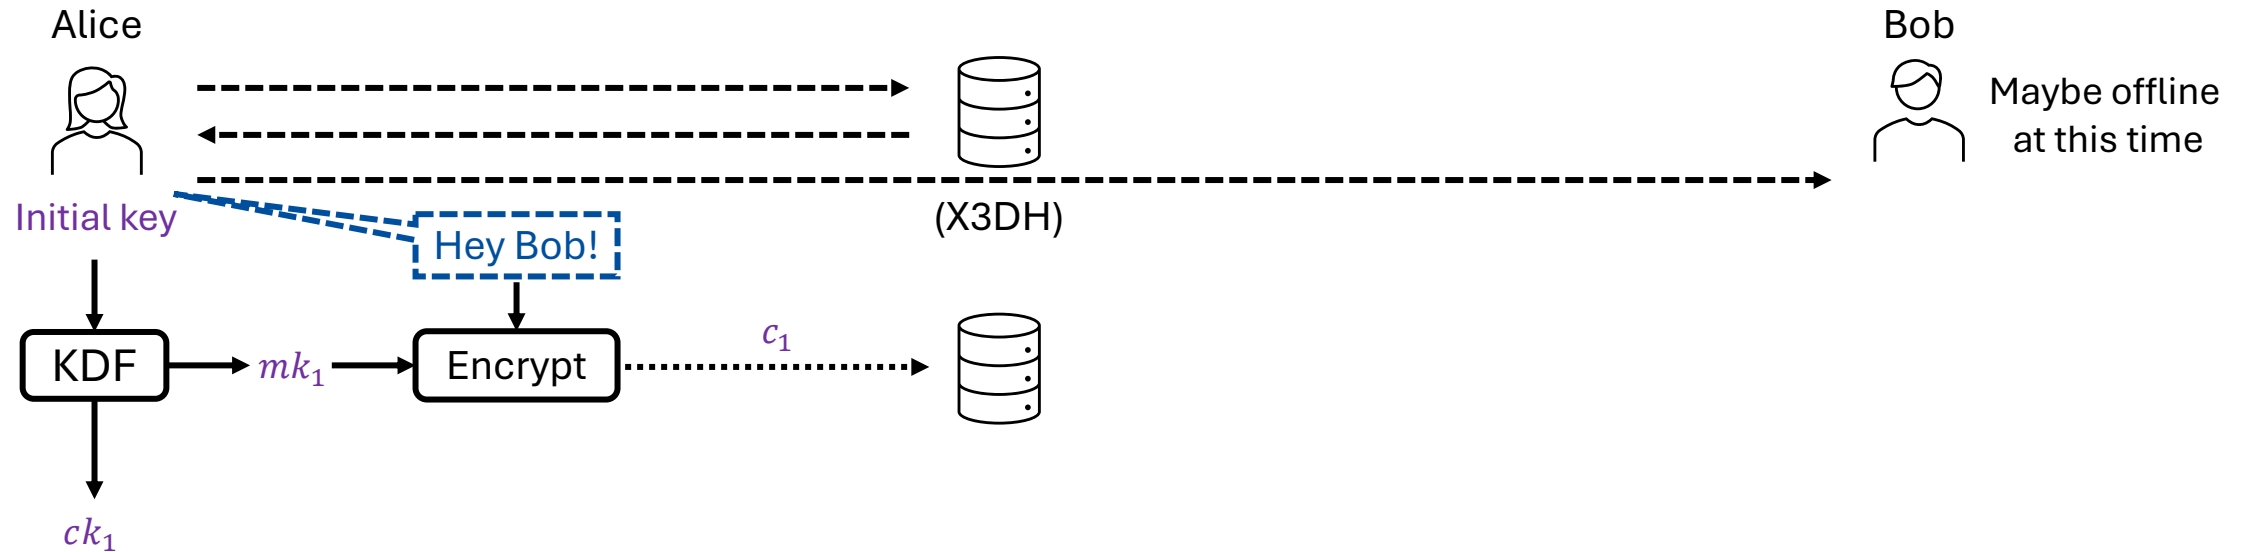 Alice
Bob
Maybe offline
at this time
Initial key
Hey Bob!
(X3DH)
KDF
mk₁
Encrypt
c₁
ck₁